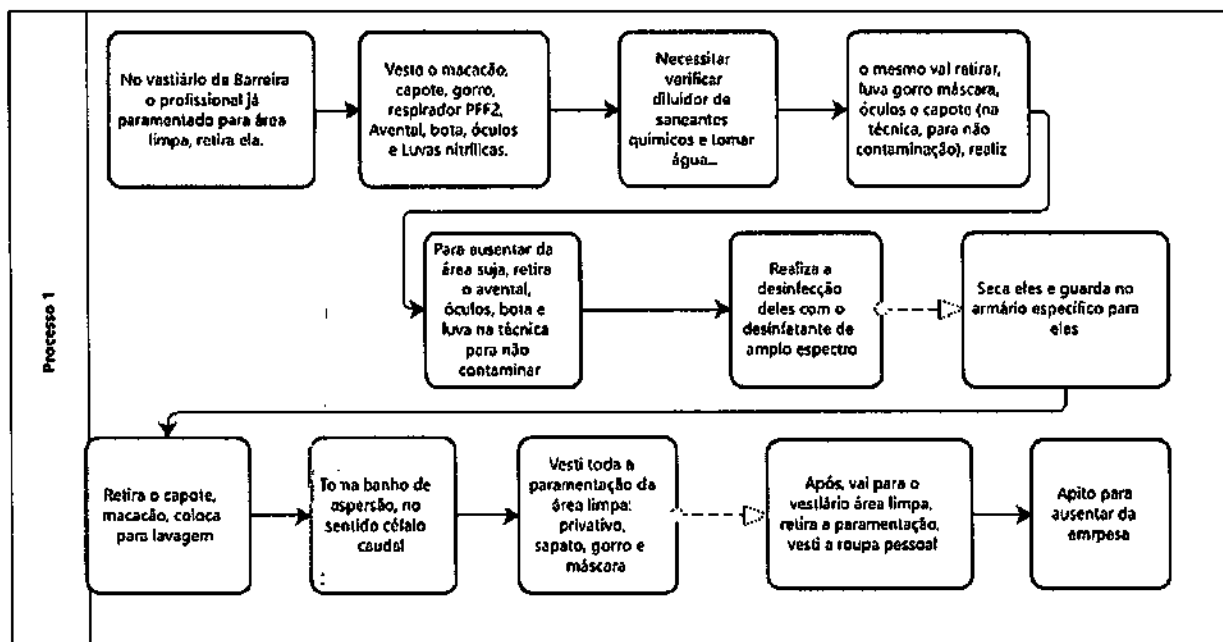 Processo 1
No vastiário de Barreira
o profissional já
paramentado para área
limpa, retira ela.
Vesto o macacão,
capote, gorro,
respirador PFF2,
Avental, bota, óculos
e Luvas nitrílicas.
Necessitar
verificar
diluidor de
saneantes
químicos e tomar
água...
o mesmo vai retirar,
luva gorro máscara,
óculos o capote (na
técnica, para não
contaminação), realiz
Para ausentar da
área suja, retira
o avental,
óculos, bota e
luva na técnica
para não
contaminar
Realiza a
desinfecção
deles com o
desinfetante de
amplo espectro
Seca eles e guarda no
armário específico para
eles
Retira o capote,
macacão, coloca
para lavagem
Toma banho de
aspersão, no
sentido céfalo
caudal
Vesti toda a
paramentação da
área limpa:
privativo,
sapato, gorro e
máscara
Após, vai para o
vestiário área limpa,
retira a paramentação,
vesti a roupa pessoal
Apito para
ausentar da
emrpesa